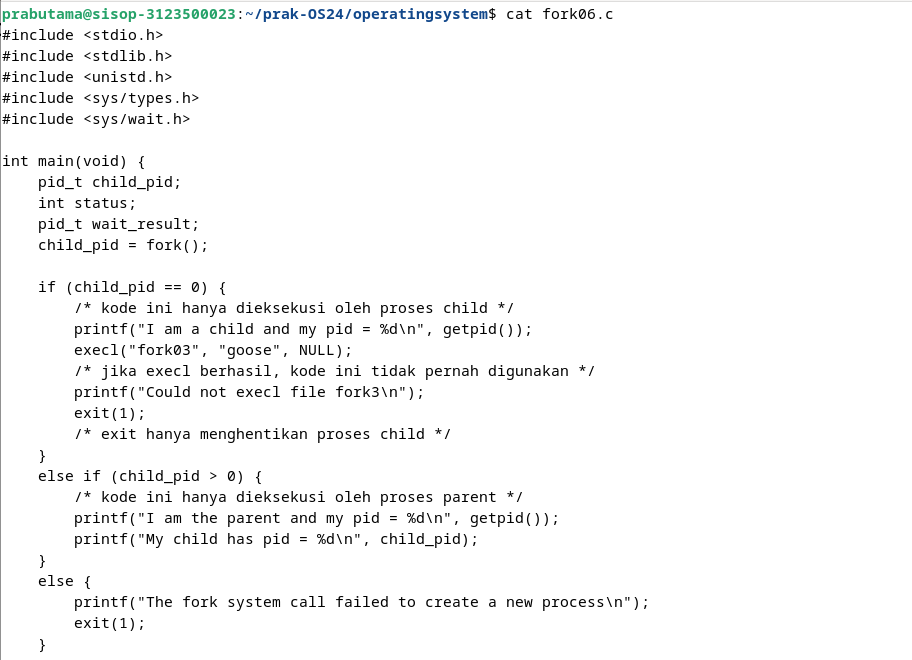 prabutama@sisop-3123500023:~/prak-OS24/operatingsystem$ cat fork06.c
#include <stdio.h>
#include <stdlib.h>
#include <unistd.h>
#include <sys/types.h>
#include <sys/wait.h>

int main(void) {
    pid_t child_pid;
    int status;
    pid_t wait_result;
    child_pid = fork();

    if (child_pid == 0) {
        /* kode ini hanya dieksekusi oleh proses child */
        printf("I am a child and my pid = %d\n", getpid());
        execl("fork03", "goose", NULL);
        /* jika execl berhasil, kode ini tidak pernah digunakan */
        printf("Could not execl file fork3\n");
        exit(1);
        /* exit hanya menghentikan proses child */
    }
    else if (child_pid > 0) {
        /* kode ini hanya dieksekusi oleh proses parent */
        printf("I am the parent and my pid = %d\n", getpid());
        printf("My child has pid = %d\n", child_pid);
    }
    else {
        printf("The fork system call failed to create a new process\n");
        exit(1);
    }